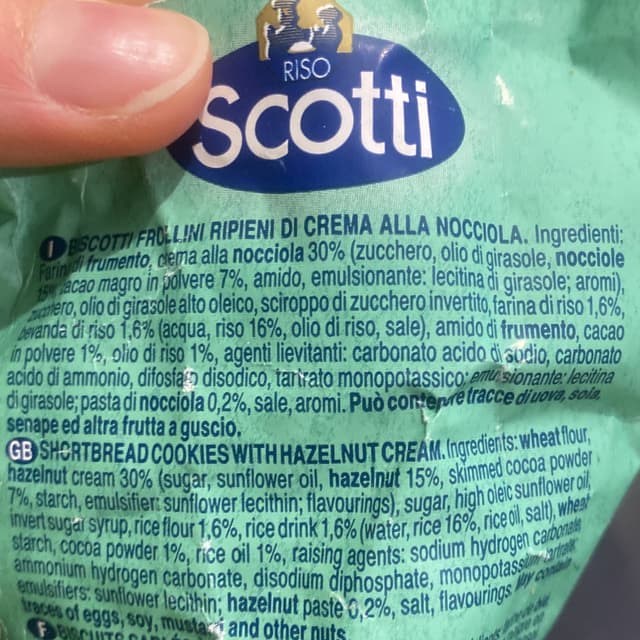 RISO
Scotti
I BISCOTTI FROLLINI RIPIENI DI CREMA ALLA NOCCIOLA. Ingredienti:
Farina di frumento, crema alla nocciola 30% (zucchero, olio di girasole, nocciole
15%, cacao magro in polvere 7%, amido, emulsionante: lecitina di girasole; aromi),
zucchero, olio di girasole alto oleico, sciroppo di zucchero invertito, farina di riso 1,6%,
bevanda di riso 1,6% (acqua, riso 16%, olio di riso, sale), amido di frumento, cacao
in polvere 1%, olio di riso 1%, agenti lievitanti: carbonato acido di sodio, carbonato
acido di ammonio, difosfato disodico, tartrato monopotassico; emulsionante: lecitina
di girasole; pasta di nocciola 0,2%, sale, aromi. Può contenere tracce di uova, soia,
senape ed altra frutta a guscio.
GB SHORTBREAD COOKIES WITH HAZELNUT CREAM. Ingredients: wheat flour,
hazelnut cream 30% (sugar, sunflower oil, hazelnut 15%, skimmed cocoa powder
7%, starch, emulsifier: sunflower lecithin; flavourings), sugar, high oleic sunflower oil,
invert sugar syrup, rice flour 1,6%, rice drink 1,6% (water, rice 16%, rice oil, salt), wheat
starch, cocoa powder 1%, rice oil 1%, raising agents: sodium hydrogen carbonate,
ammonium hydrogen carbonate, disodium diphosphate, monopotassium tartrate,
emulsifiers: sunflower lecithin; hazelnut paste 0,2%, salt, flavourings. May contain
traces of eggs, soy, mustard and other nuts.
F BISCUITS